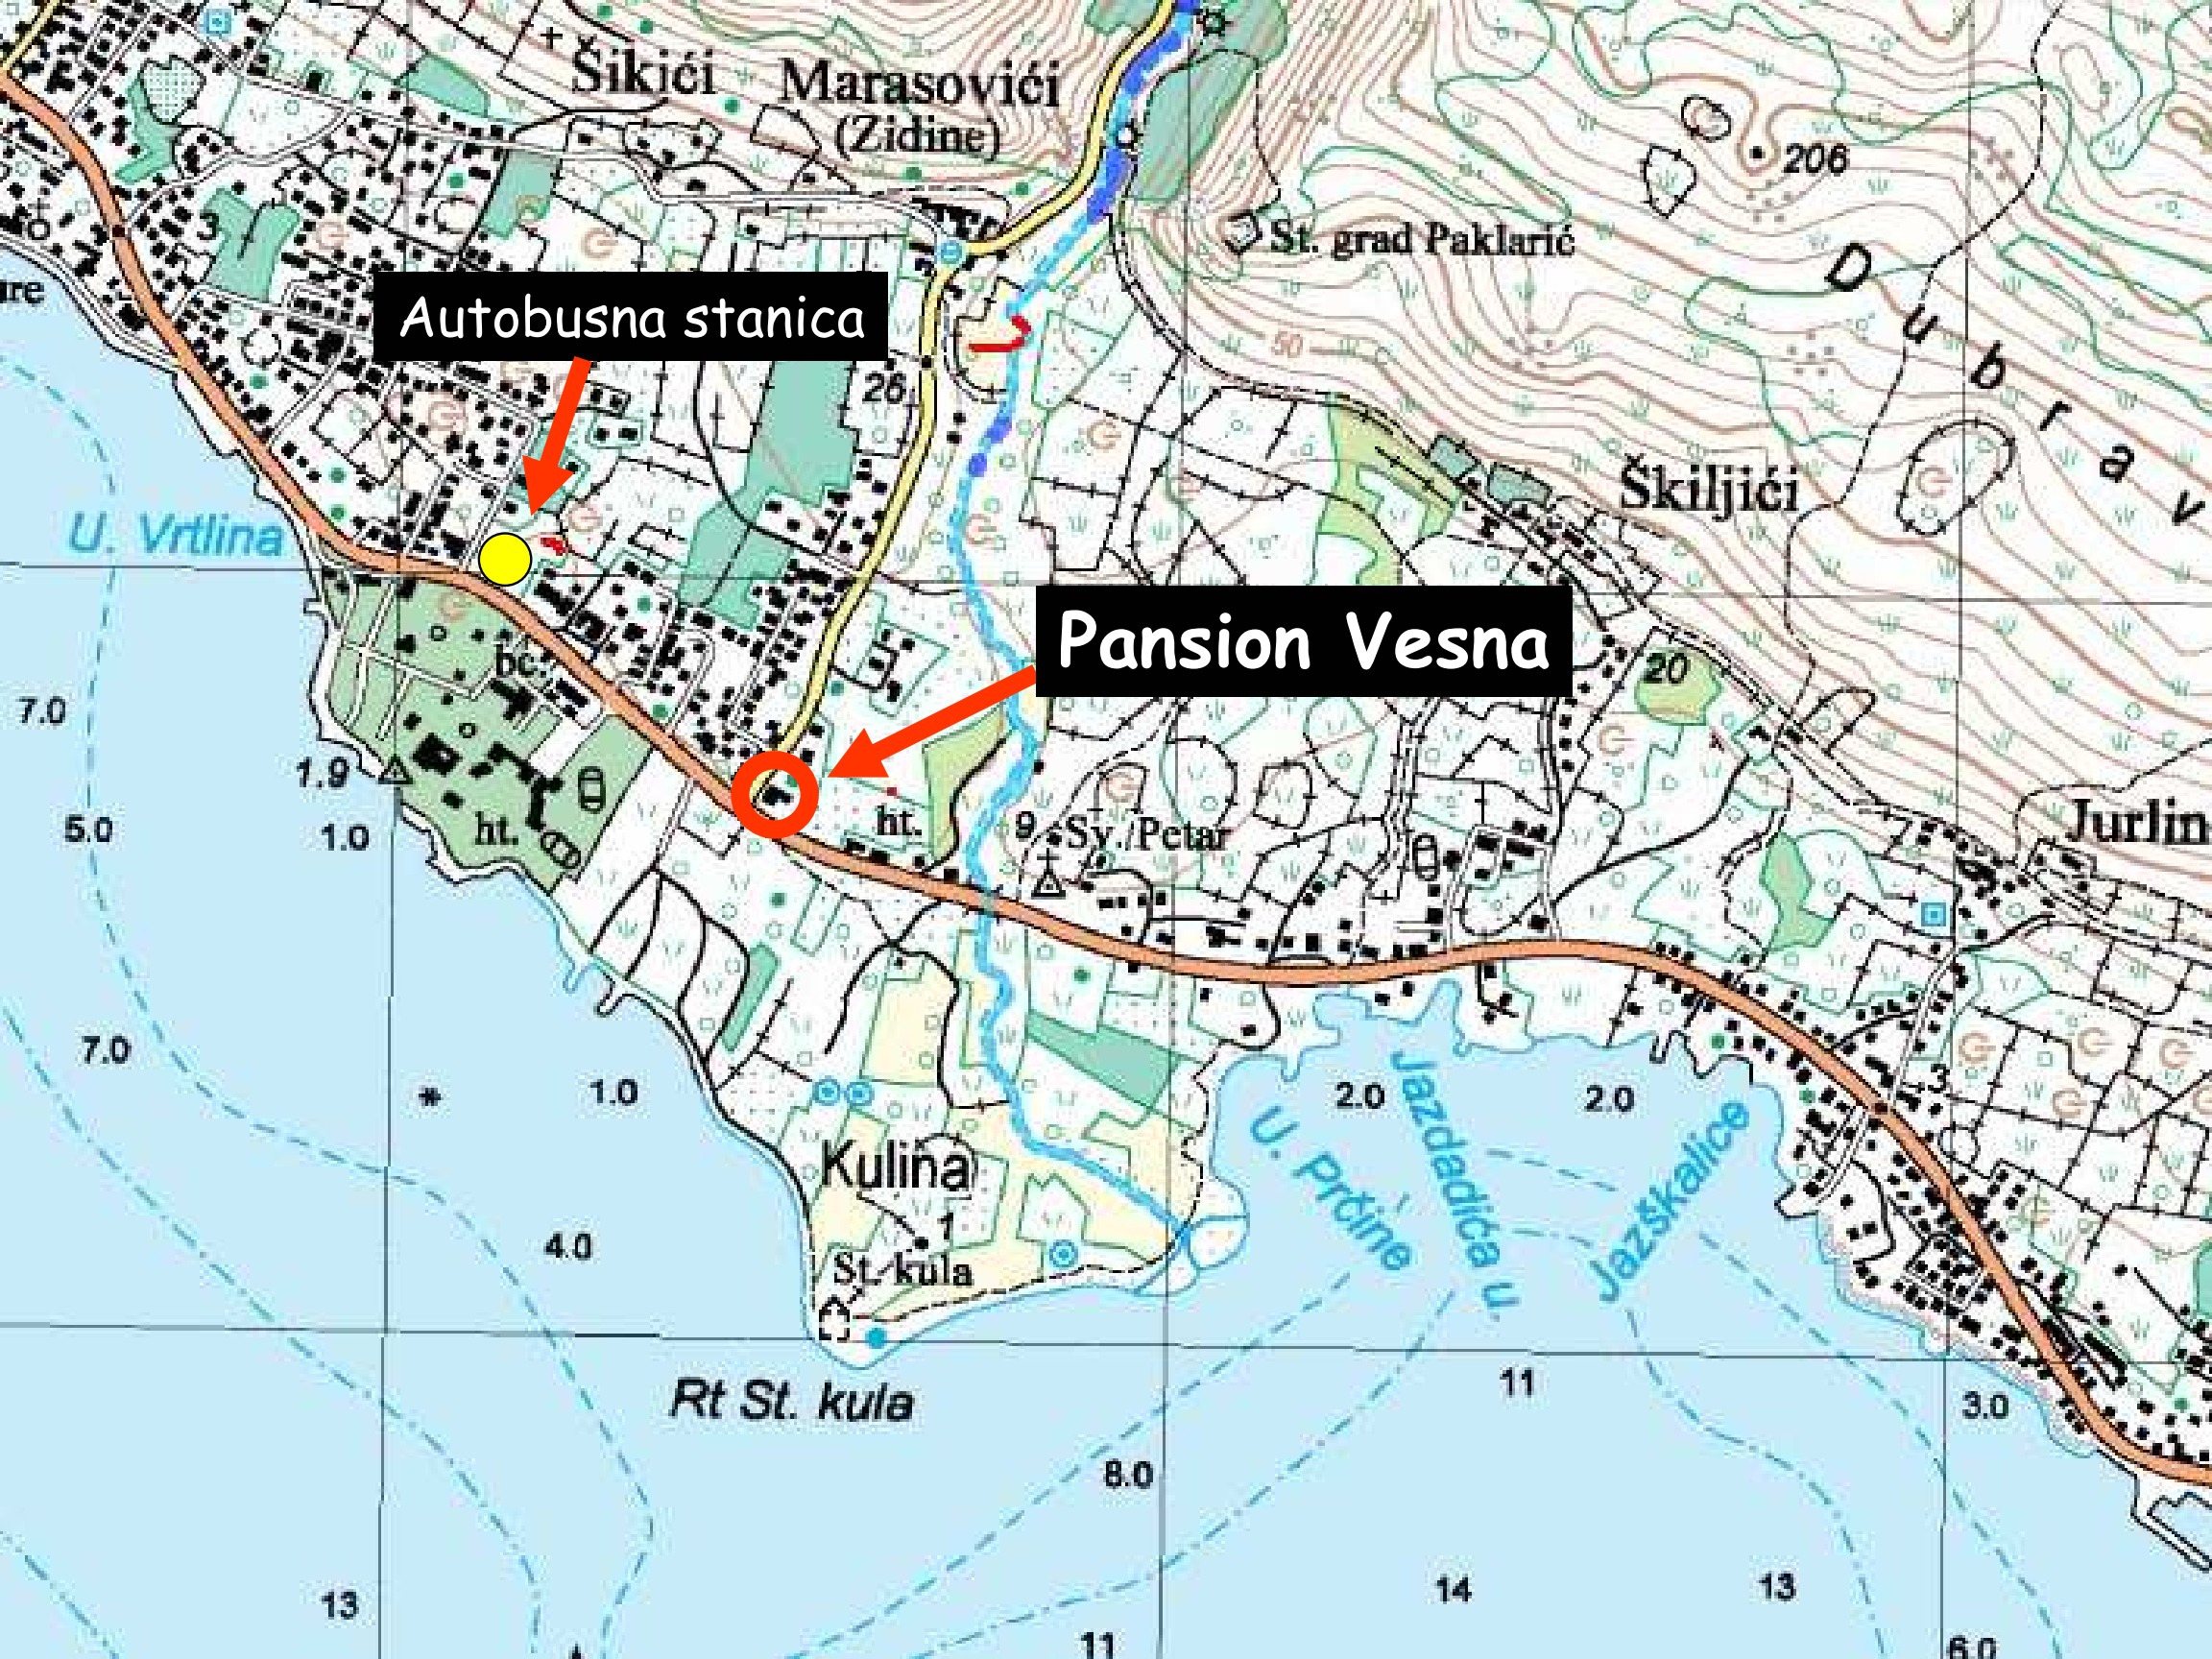 Šikići
Marasovići
(Zidine)
206
St. grad Paklarić
3
Dubrav
Autobusna stanica
50
26
Škiljići
U. Vrtlina
Pansion Vesna
20
bc.
7.0
1.9
5.0
1.0
ht.
ht.
9
Sv. Petar
Jurlin
7.0
1.0
2.0
2.0
3
Jazdadića u.
U. Prčine
Jazškalice
Kulina
1
4.0
St. kula
Rt St. kula
11
3.0
8.0
13
14
13
11
6.0